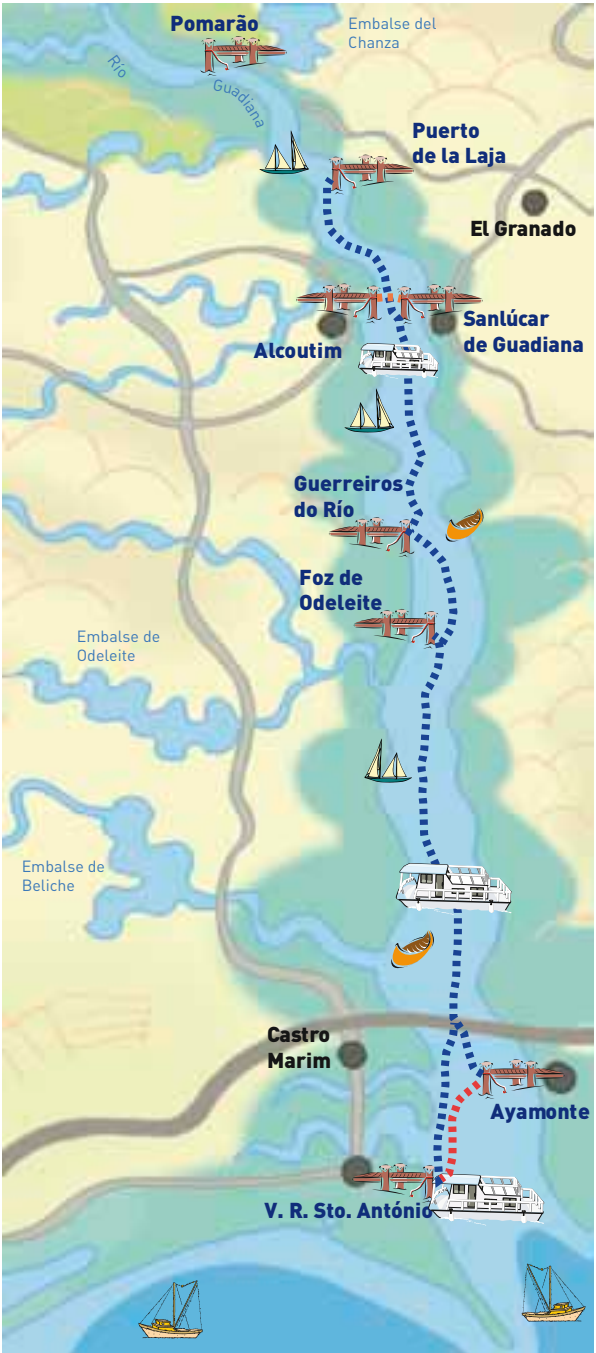 Pomarão
Embalse del
Chanza
Río
Guadiana
Puerto
de la Laja
El Granado
Sanlúcar
de Guadiana
Alcoutim
Guerreiros
do Río
Foz de
Odeleite
Embalse de
Odeleite
Embalse de
Beliche
Castro
Marim
Ayamonte
V. R. Sto. António